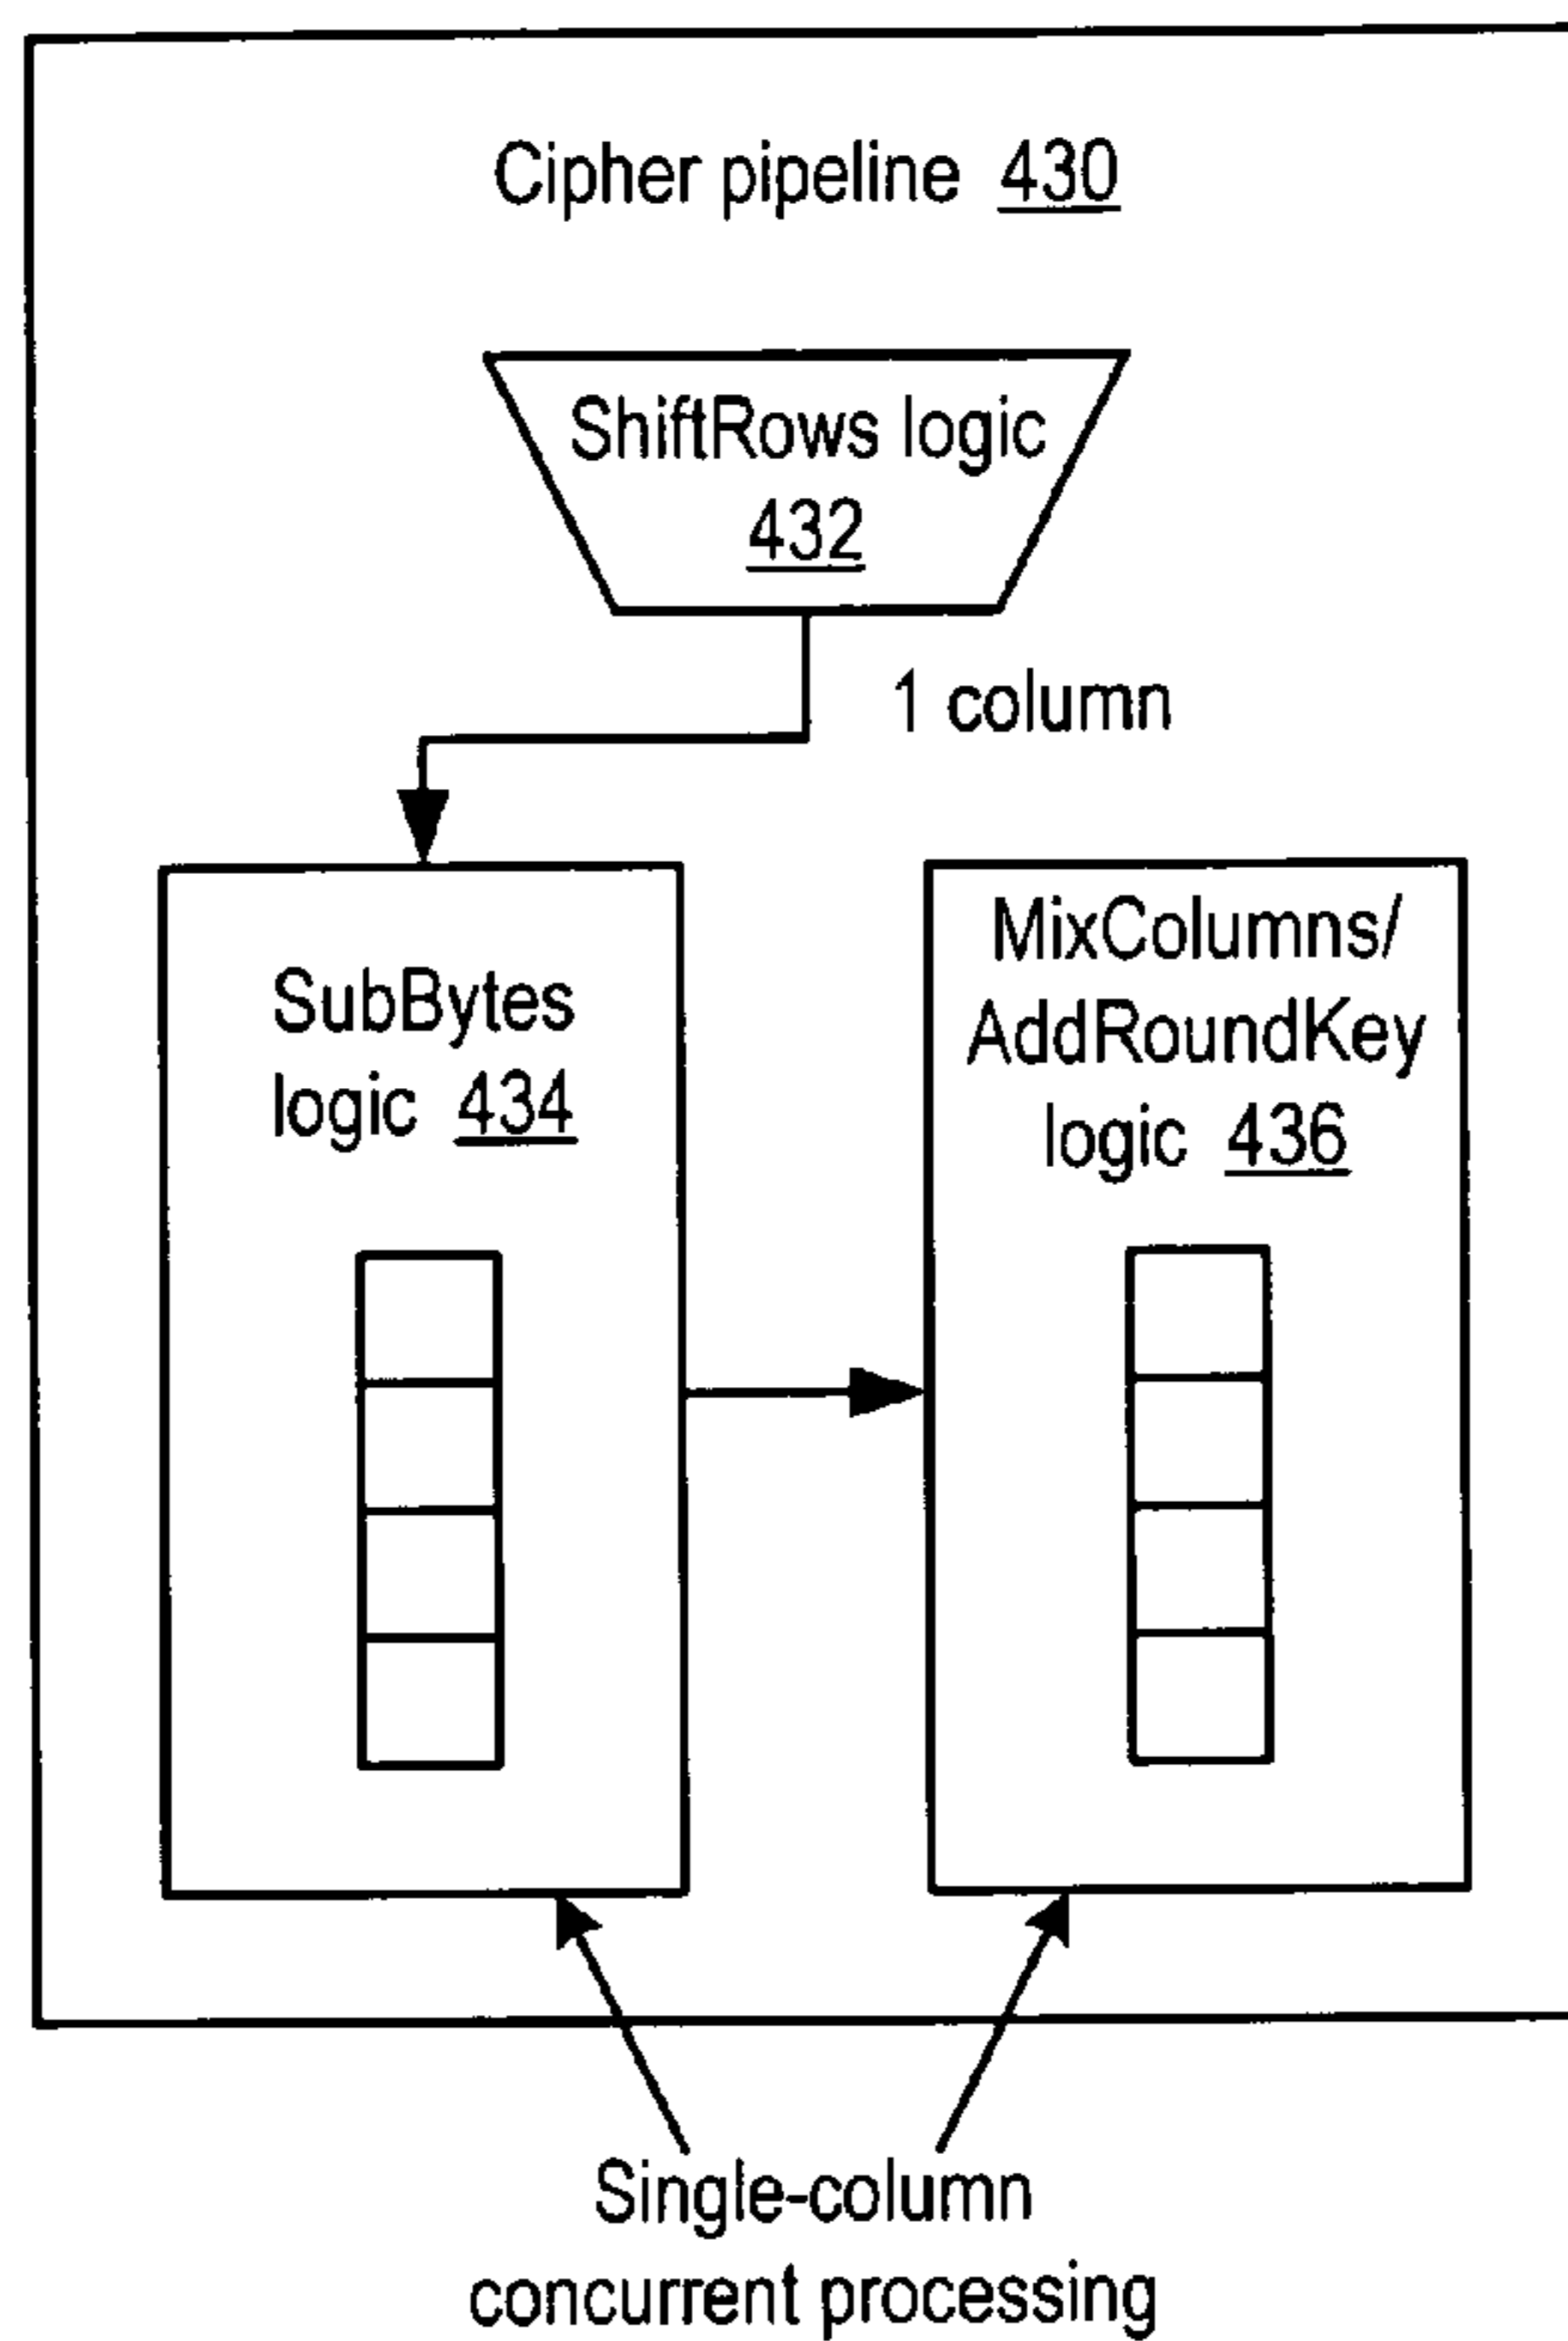 Cipher pipeline 430
ShiftRows logic
432
1 column
SubBytes
logic 434
MixColumns/
AddRoundKey
logic 436
Single-column
concurrent processing